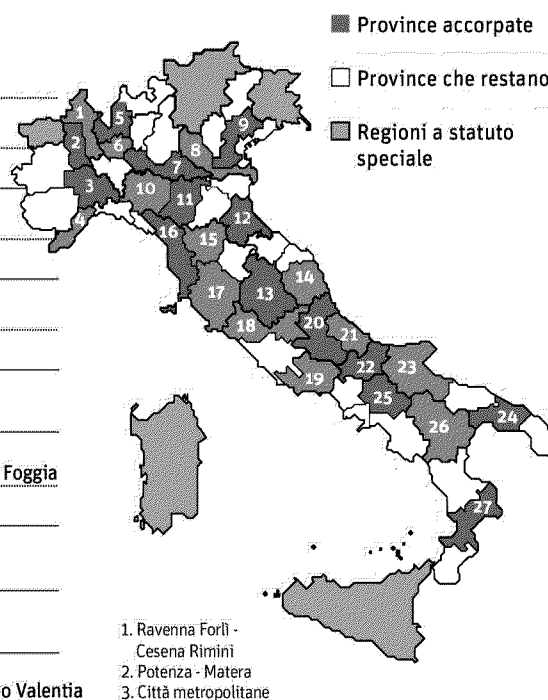 Province accorpate
Province che restano
Regioni a statuto
speciale
1
2
3
4
5
6
7
8
9
10
11
12
13
14
15
16
17
18
19
20
21
22
23
24
25
26
27
Foggia
1. Ravenna Forlì -
Cesena Rimini
2. Potenza - Matera
3. Città metropolitane
o Valentia